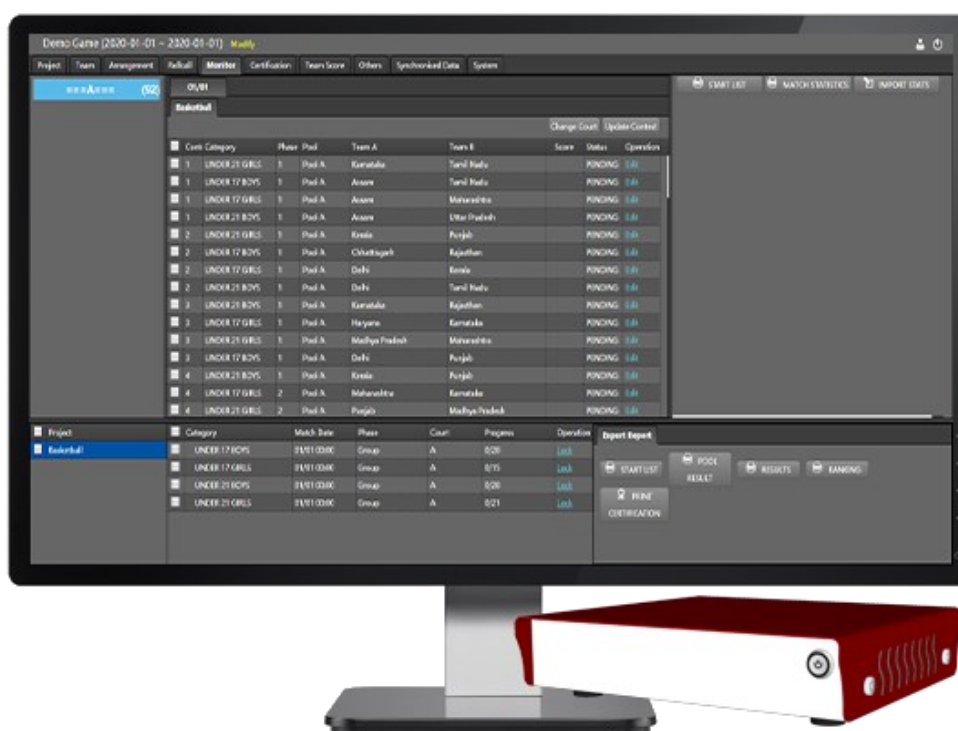 Demo Game (2020-01-01 ~ 2020-01-01) Modify
Project Team Arrangement Redcall Monitor Certification Team Score Others Synchronised Data System
===A=== (92)
01/01
START LIST MATCH STATISTICS IMPORT STATS
Basketball
Change Court Update Contest
Cont Category Phase Pool Team A Team B Score Status Operation
1 UNDER 21 GIRLS 1 Pool A Karnataka Tamil Nadu PENDING Edit
1 UNDER 17 BOYS 1 Pool A Assam Tamil Nadu PENDING Edit
1 UNDER 17 GIRLS 1 Pool A Assam Maharashtra PENDING Edit
1 UNDER 21 BOYS 1 Pool A Assam Uttar Pradesh PENDING Edit
2 UNDER 21 GIRLS 1 Pool A Kerala Punjab PENDING Edit
2 UNDER 17 BOYS 1 Pool A Chhattisgarh Rajasthan PENDING Edit
2 UNDER 17 GIRLS 1 Pool A Delhi Kerala PENDING Edit
2 UNDER 21 BOYS 1 Pool A Delhi Tamil Nadu PENDING Edit
3 UNDER 21 BOYS 1 Pool A Karnataka Rajasthan PENDING Edit
3 UNDER 17 GIRLS 1 Pool A Haryana Karnataka PENDING Edit
3 UNDER 21 GIRLS 1 Pool A Madhya Pradesh Maharashtra PENDING Edit
3 UNDER 17 BOYS 1 Pool A Delhi Punjab PENDING Edit
4 UNDER 21 BOYS 1 Pool A Kerala Punjab PENDING Edit
4 UNDER 17 GIRLS 2 Pool A Maharashtra Karnataka PENDING Edit
4 UNDER 21 GIRLS 2 Pool A Punjab Madhya Pradesh PENDING Edit
Project
Basketball
Category Match Date Phase Court Progress Operation
UNDER 17 BOYS 01/01 00:00 Group A 0/28 Lock
UNDER 17 GIRLS 01/01 00:00 Group A 0/15 Lock
UNDER 21 BOYS 01/01 00:00 Group A 0/28 Lock
UNDER 21 GIRLS 01/01 00:00 Group A 0/21 Lock
Export Report
START LIST POOL RESULT RESULTS RANKING
PRINT CERTIFICATION